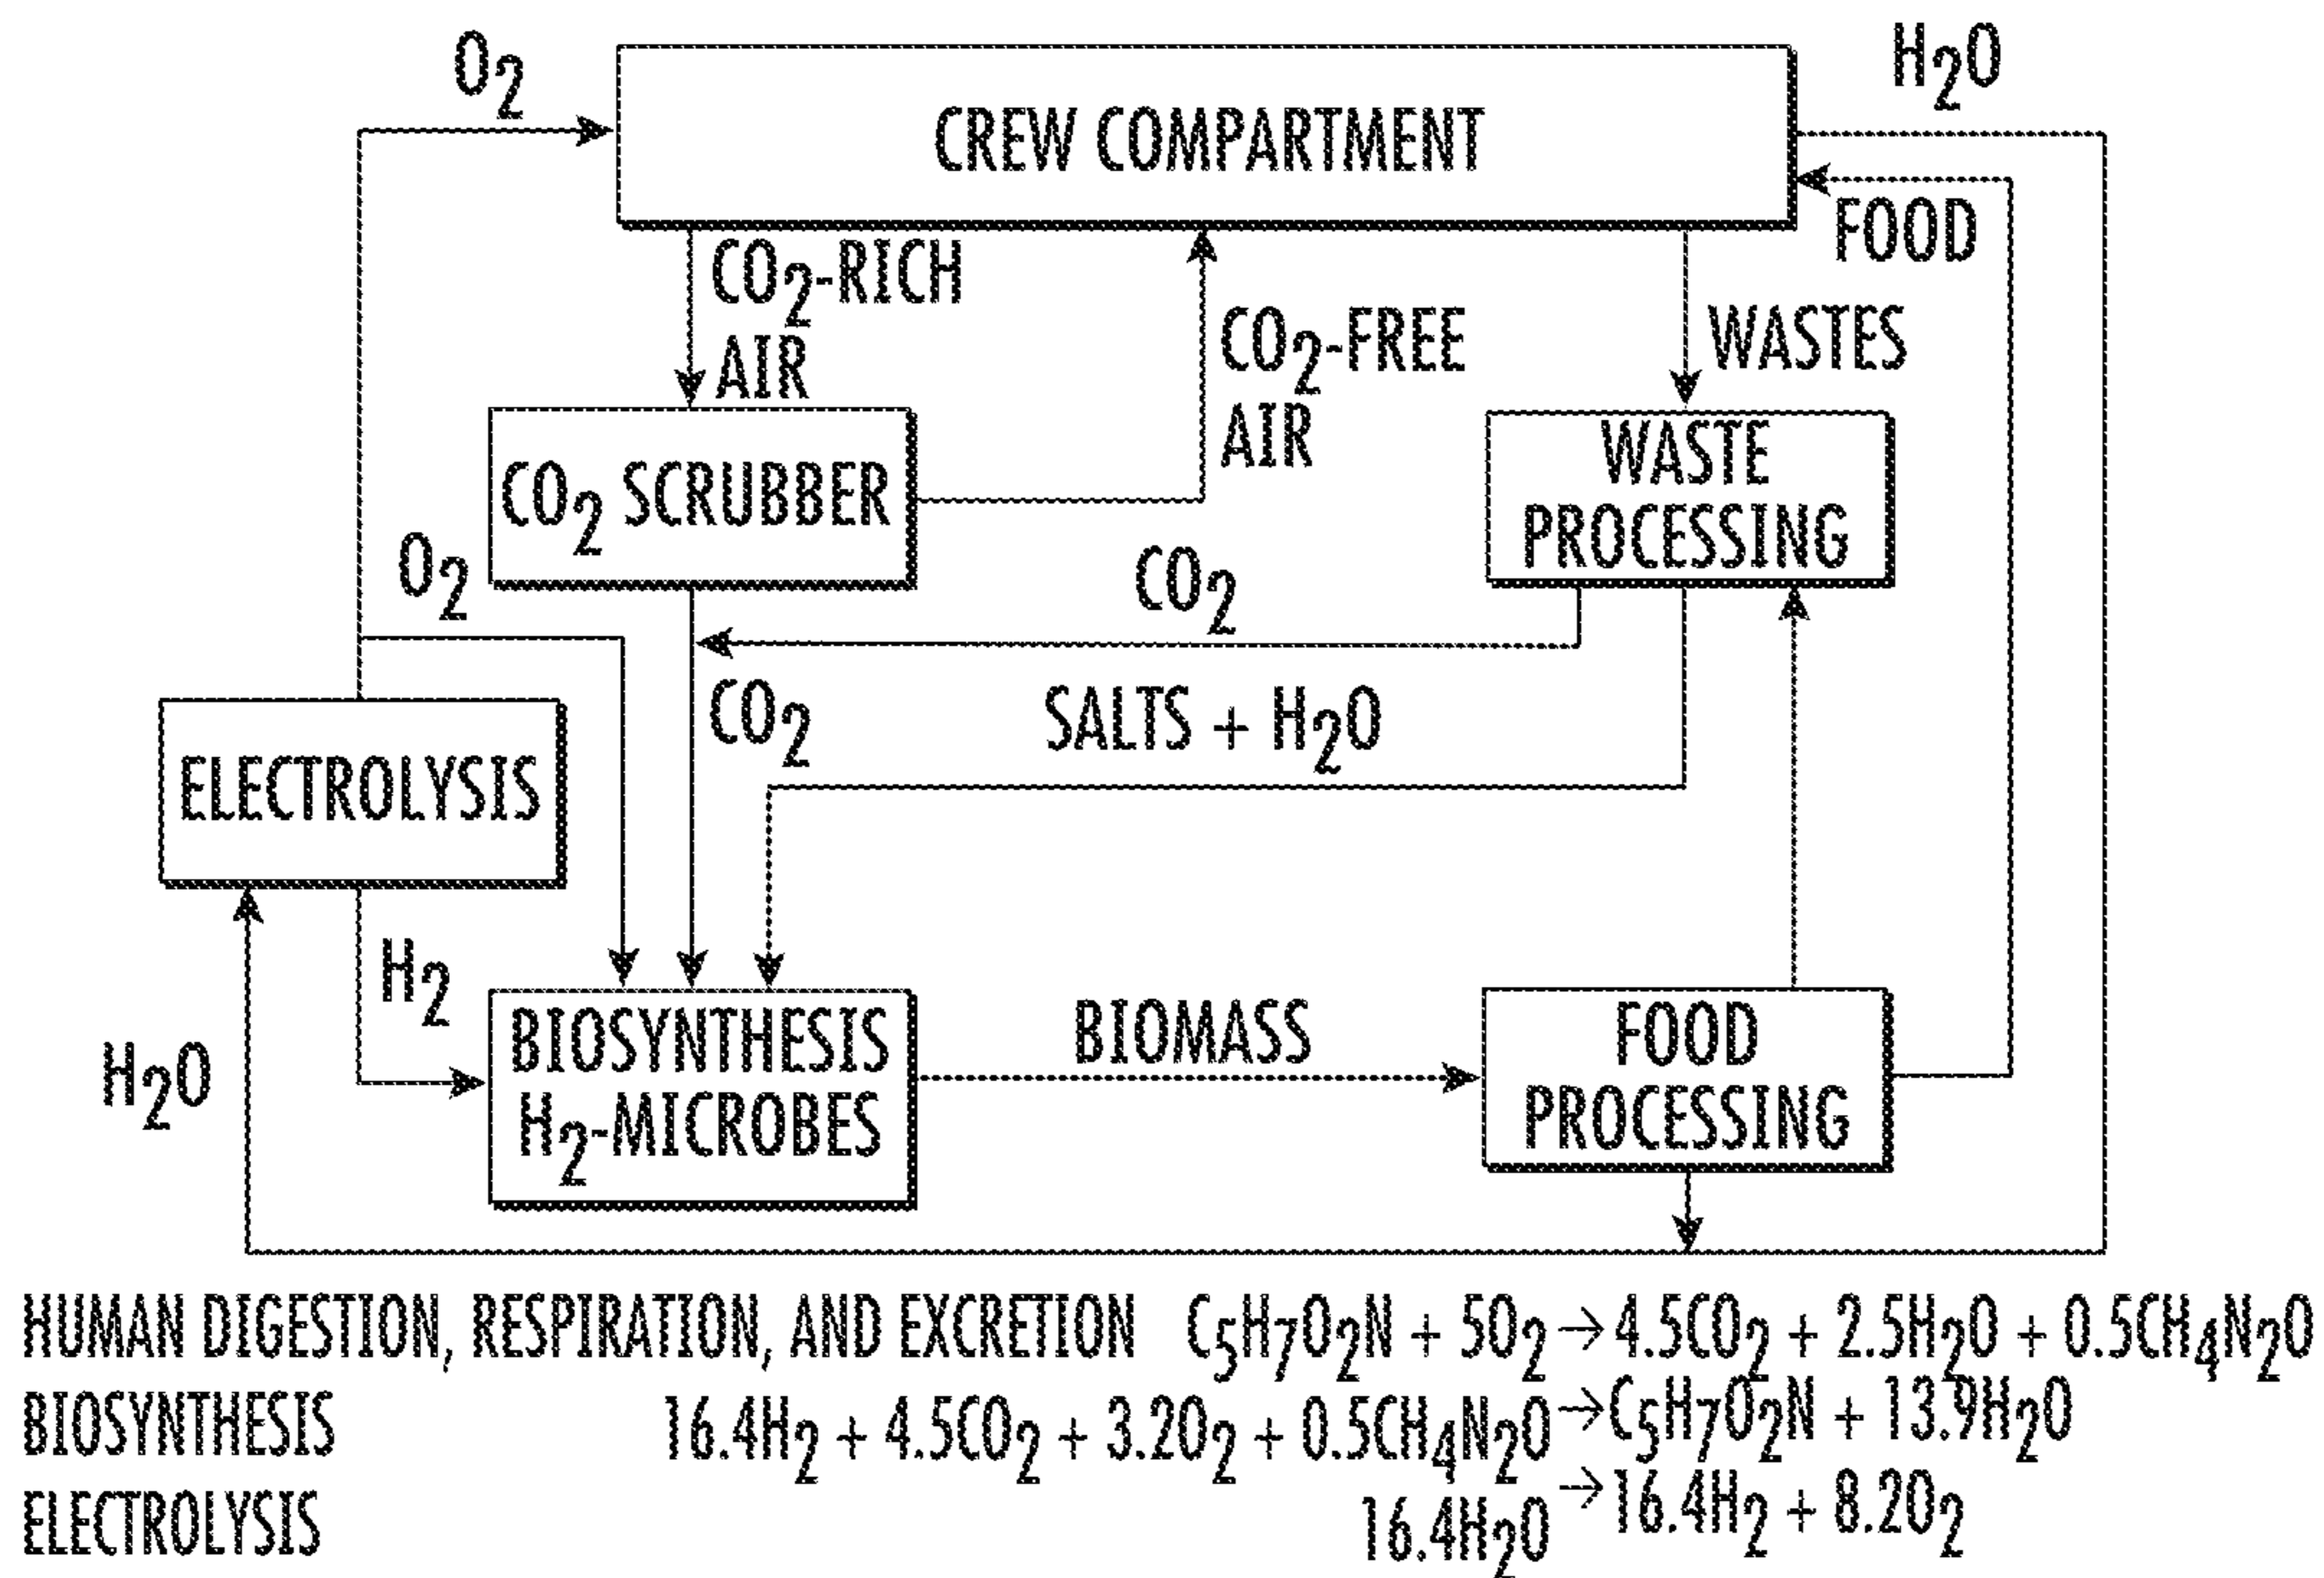 O2
H2O
CREW COMPARTMENT
FOOD
CO2-RICH
AIR
CO2-FREE
AIR
WASTES
CO2 SCRUBBER
WASTE
PROCESSING
O2
CO2
CO2
SALTS + H2O
ELECTROLYSIS
H2
H2O
BIOSYNTHESIS
H2-MICROBES
BIOMASS
FOOD
PROCESSING
HUMAN DIGESTION, RESPIRATION, AND EXCRETION C5H7O2N + 5O2 → 4.5CO2 + 2.5H2O + 0.5CH4N2O
BIOSYNTHESIS 16.4H2 + 4.5CO2 + 3.2O2 + 0.5CH4N2O → C5H7O2N + 13.9H2O
ELECTROLYSIS 16.4H2O → 16.4H2 + 8.2O2